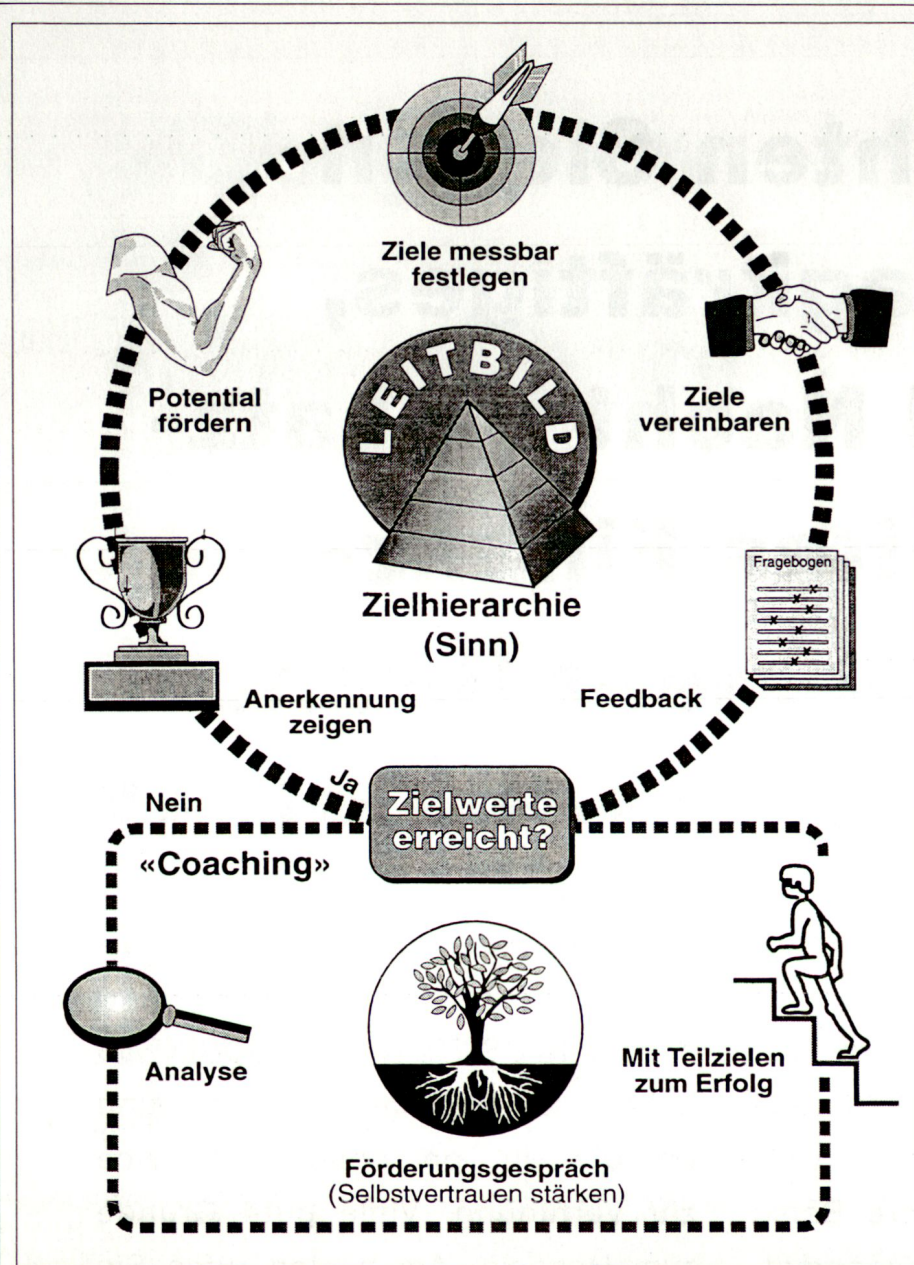 Ziele messbar
festlegen
Potential
fördern
LEITBILD
Ziele
vereinbaren
Fragebogen
Zielhierarchie
(Sinn)
Anerkennung
zeigen
Feedback
Ja
Zielwerte
erreicht?
Nein
«Coaching»
Analyse
Mit Teilzielen
zum Erfolg
Förderungsgespräch
(Selbstvertrauen stärken)